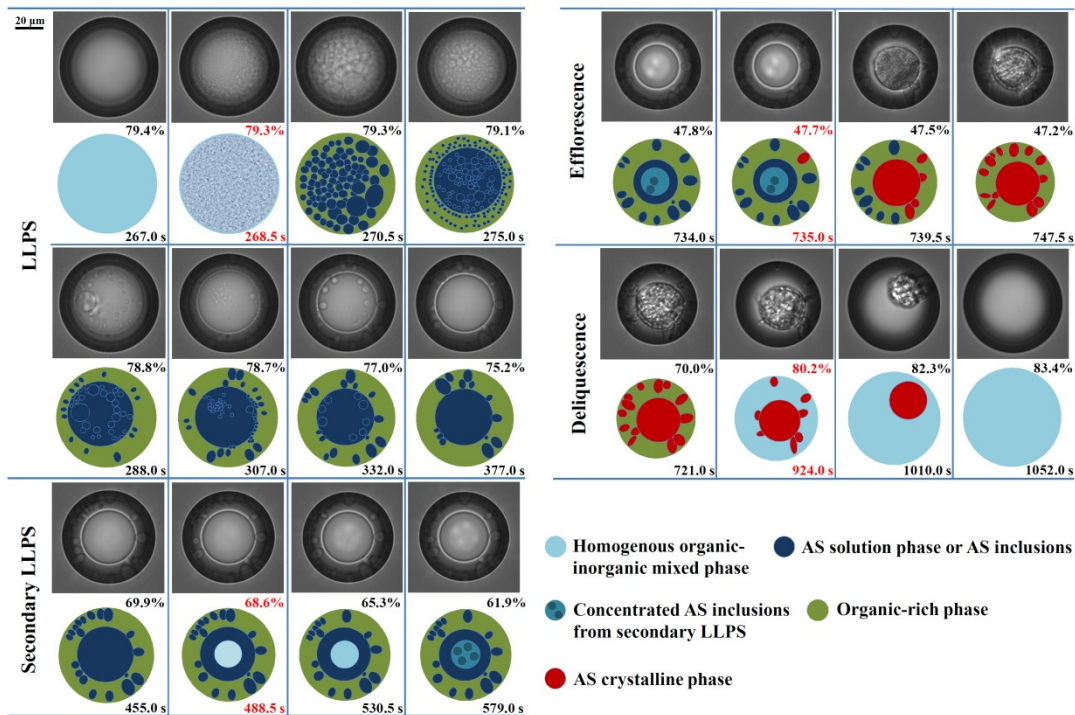 20 μm
LLPS
79.4%
79.3%
79.3%
79.1%
267.0 s
268.5 s
270.5 s
275.0 s
78.8%
78.7%
77.0%
75.2%
288.0 s
307.0 s
332.0 s
377.0 s
Secondary LLPS
69.9%
68.6%
65.3%
61.9%
455.0 s
488.5 s
530.5 s
579.0 s
Efflorescence
47.8%
47.7%
47.5%
47.2%
734.0 s
735.0 s
739.5 s
747.5 s
Deliquescence
70.0%
80.2%
82.3%
83.4%
721.0 s
924.0 s
1010.0 s
1052.0 s
Homogenous organic-
inorganic mixed phase
AS solution phase or AS inclusions
Concentrated AS inclusions
from secondary LLPS
Organic-rich phase
AS crystalline phase